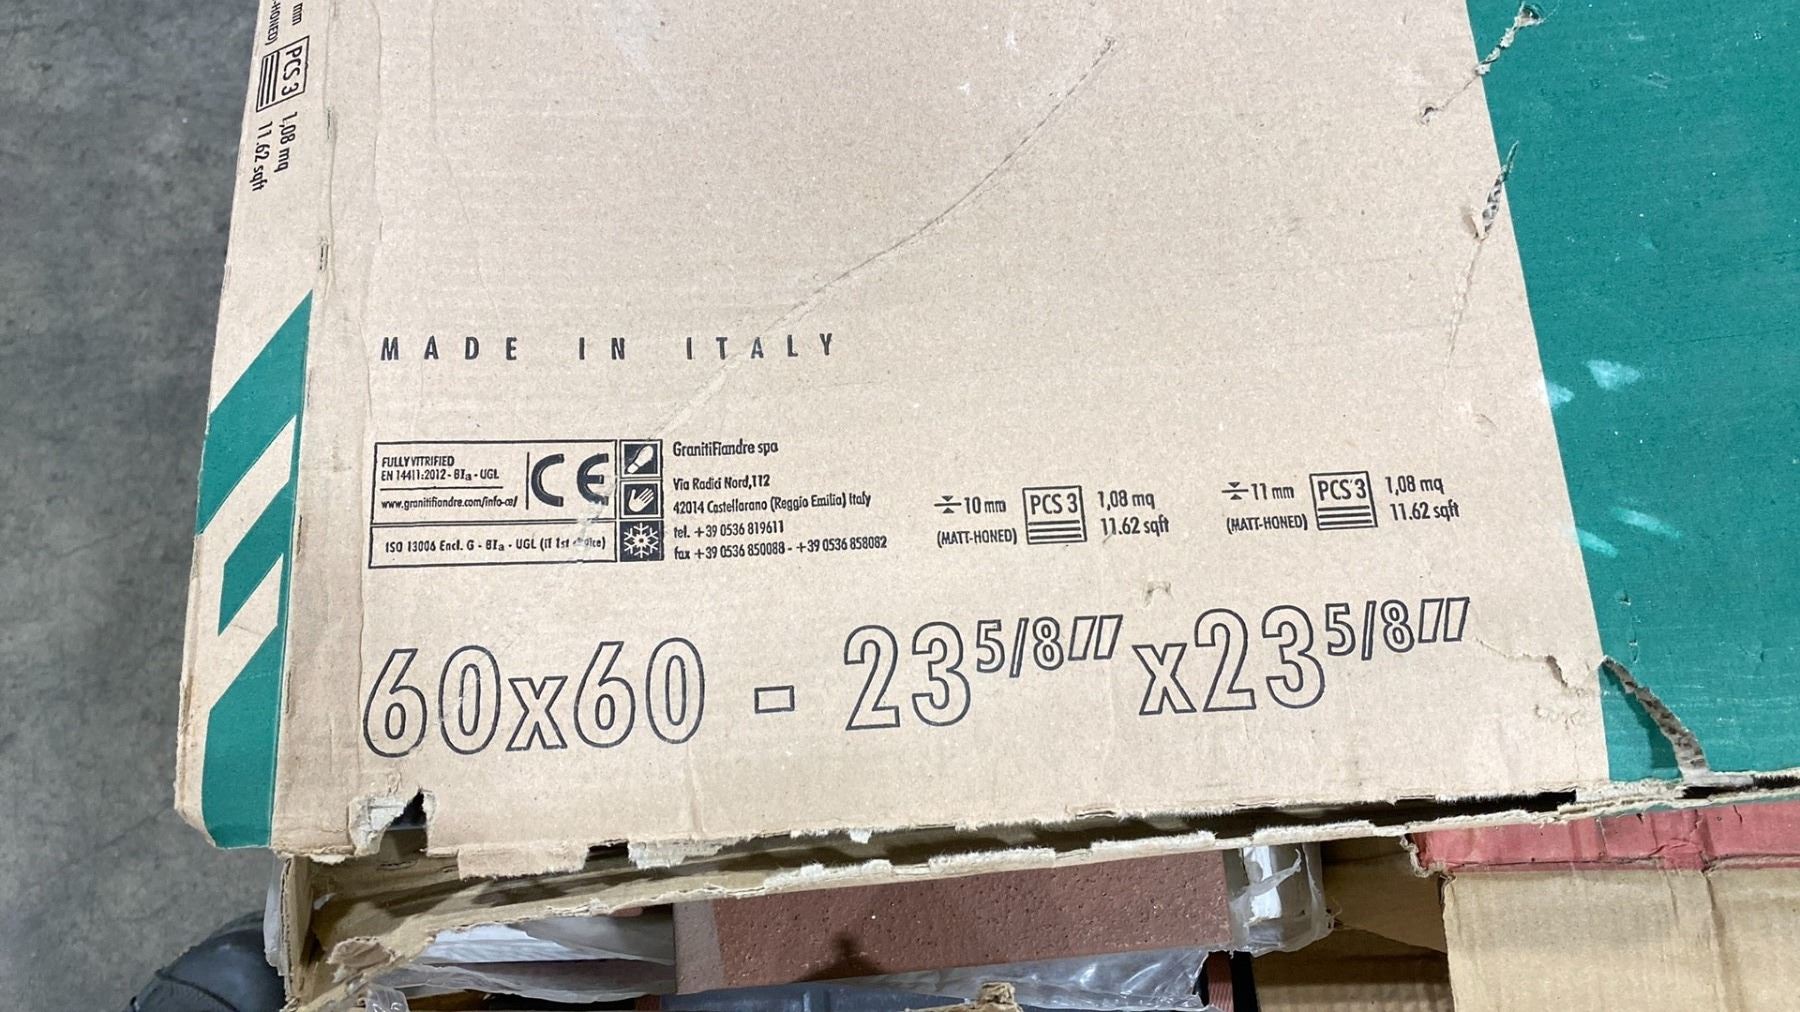 mm
-HONED)
PCS 3
1,08 mq
11.62 sqft
MADE IN ITALY
FULLY VITRIFIED
EN 14411:2012 - BIa - UGL
www.granitifiandre.com/info-ce/
CE
ISO 13006 Encl. G - BIa - UGL (IT 1st choice)
GranitiFiandre spa
Via Radici Nord,112
42014 Castellarano (Reggio Emilia) Italy
tel. +39 0536 819611
fax +39 0536 850088 - +39 0536 858082
10 mm
(MATT-HONED)
PCS 3
1,08 mq
11.62 sqft
11 mm
(MATT-HONED)
PCS 3
1,08 mq
11.62 sqft
60x60 - 23 5/8" x 23 5/8"